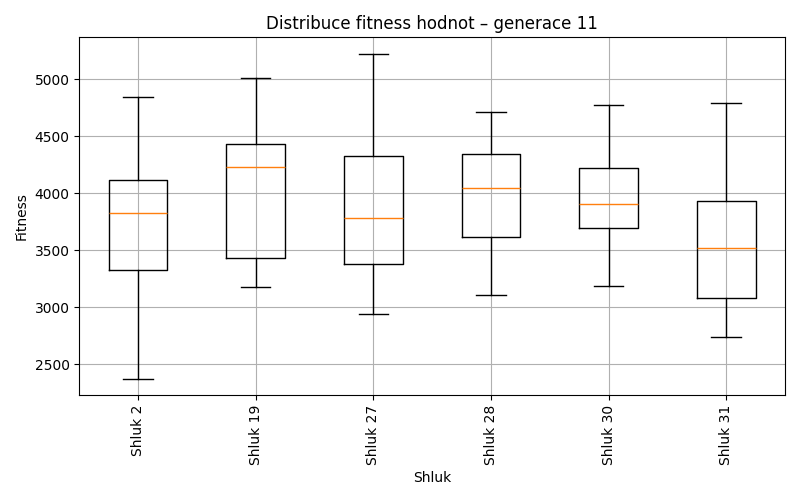 Distribuce fitness hodnot – generace 11
Fitness
5000
4500
4000
3500
3000
2500
Shluk 2
Shluk 19
Shluk 27
Shluk 28
Shluk 30
Shluk 31
Shluk